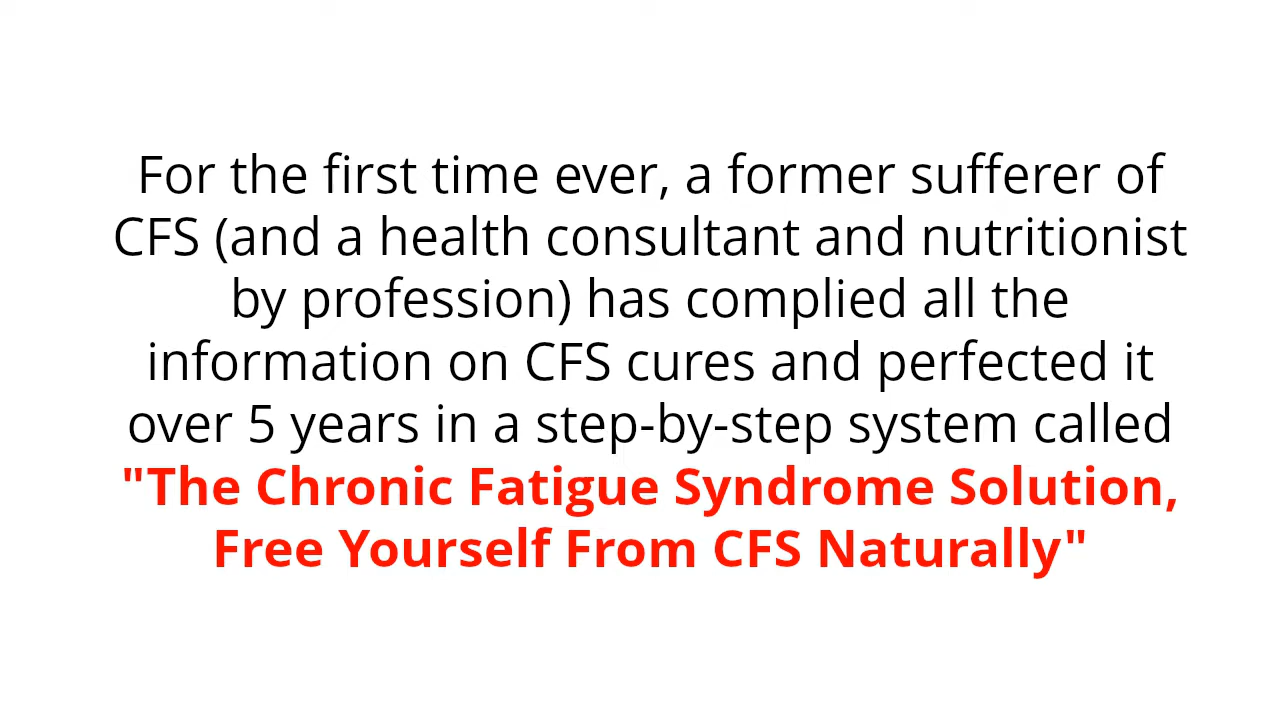 For the first time ever, a former sufferer of
CFS (and a health consultant and nutritionist
by profession) has complied all the
information on CFS cures and perfected it
over 5 years in a step-by-step system called
"The Chronic Fatigue Syndrome Solution,
Free Yourself From CFS Naturally"